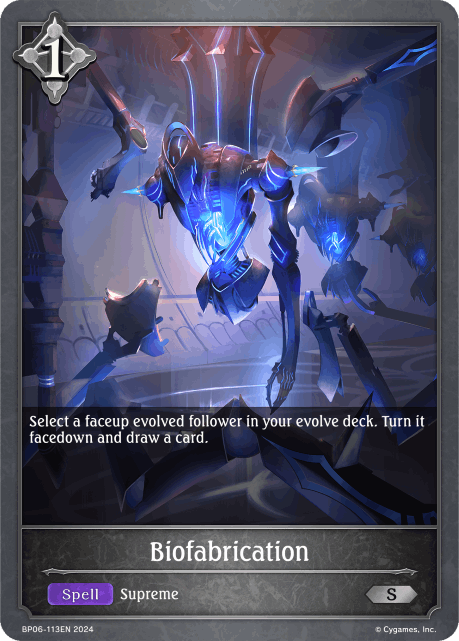 1
Select a faceup evolved follower in your evolve deck. Turn it
facedown and draw a card.
Biofabrication
Spell Supreme S
BP06-113EN 2024 © Cygames, Inc.